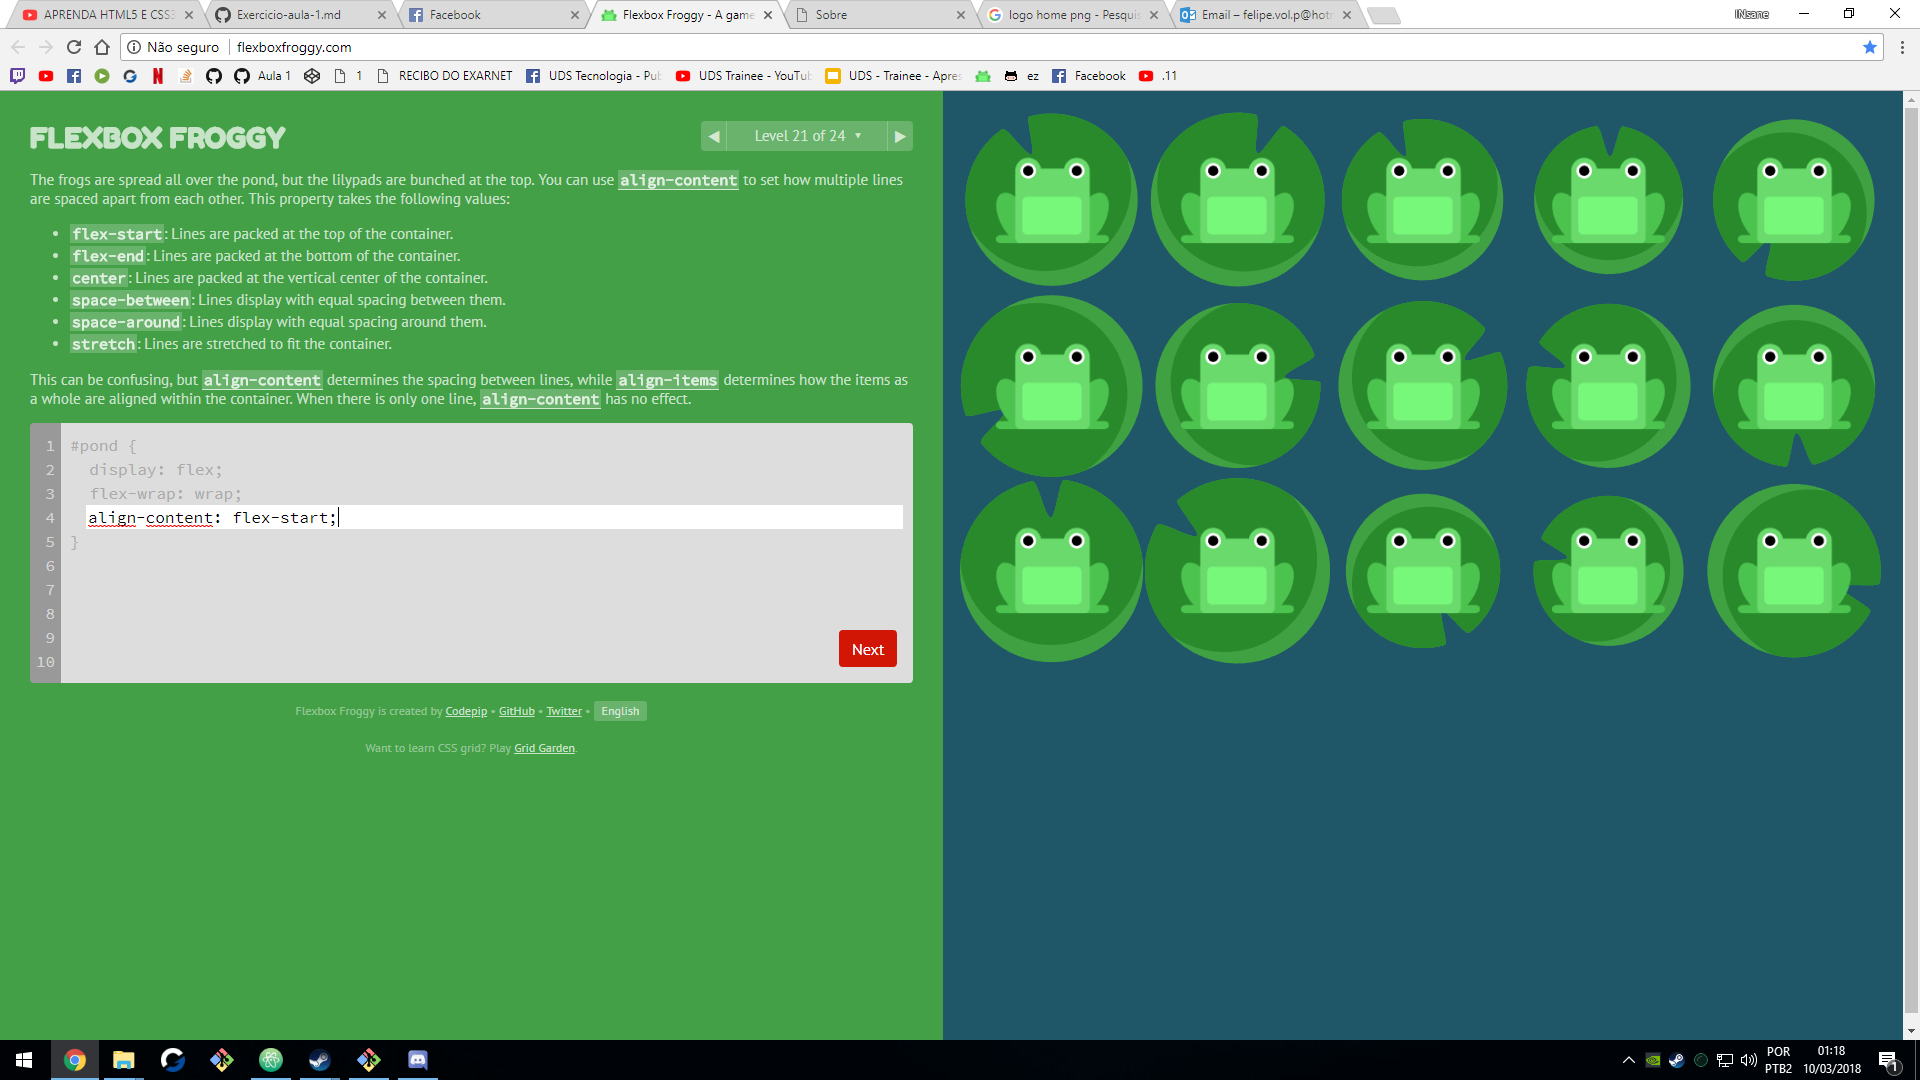 APRENDA HTML5 E CSS3
Exercicio-aula-1.md
Facebook
Flexbox Froggy - A game
Sobre
logo home png - Pesquis
Email – felipe.vol.p@hotm
INsane
Não seguro
flexboxfroggy.com
Aula 1
1
RECIBO DO EXARNET
UDS Tecnologia - Pub
UDS Trainee - YouTub
UDS - Trainee - Apres
ez
Facebook
.11
FLEXBOX FROGGY
Level 21 of 24
The frogs are spread all over the pond, but the lilypads are bunched at the top. You can use align-content to set how multiple lines
are spaced apart from each other. This property takes the following values:
• flex-start: Lines are packed at the top of the container.
• flex-end: Lines are packed at the bottom of the container.
• center: Lines are packed at the vertical center of the container.
• space-between: Lines display with equal spacing between them.
• space-around: Lines display with equal spacing around them.
• stretch: Lines are stretched to fit the container.
This can be confusing, but align-content determines the spacing between lines, while align-items determines how the items as
a whole are aligned within the container. When there is only one line, align-content has no effect.
1 #pond {
2 display: flex;
3 flex-wrap: wrap;
4 align-content: flex-start;
5 }
6
7
8
9
10
Next
Flexbox Froggy is created by Codepip • GitHub • Twitter • English
Want to learn CSS grid? Play Grid Garden.
POR
PTB2
01:18
10/03/2018
1